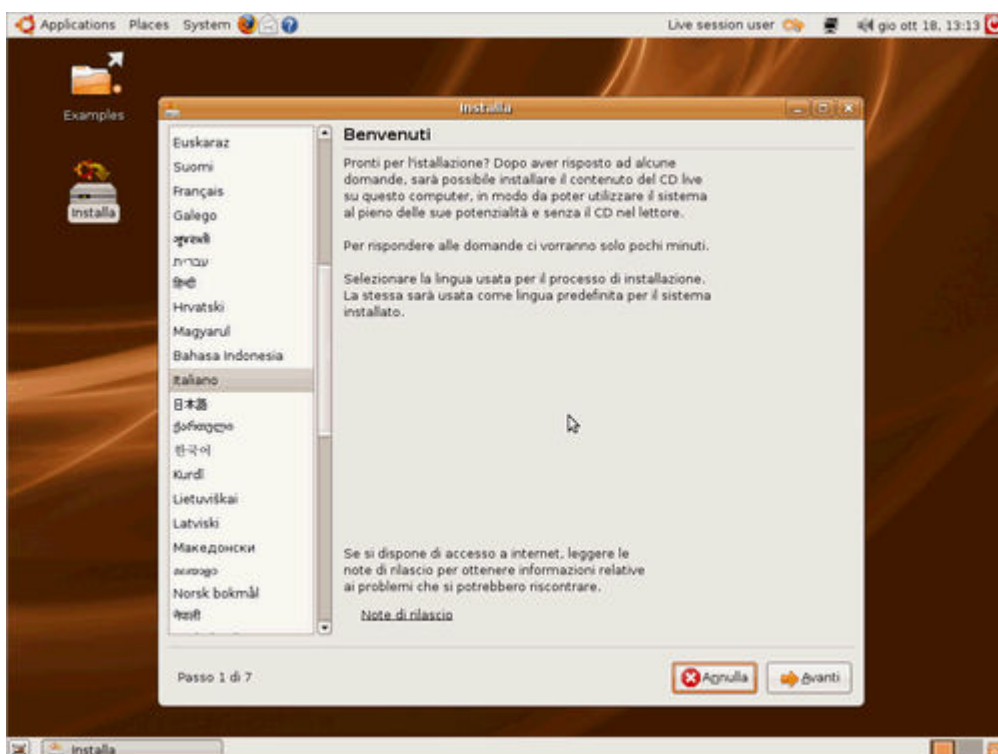 Applications Places System
Live session user
gio ott 18, 13:13
Examples
Installa
Installa
Euskaraz
Suomi
Français
Galego
ગુજરાતી
עברית
हिन्दी
Hrvatski
Magyarul
Bahasa Indonesia
Italiano
日本語
ქართული
한국어
Kurdî
Lietuviškai
Latviski
Македонски
Norsk bokmål
नेपाली
Benvenuti
Pronti per l'istallazione? Dopo aver risposto ad alcune
domande, sarà possibile installare il contenuto del CD live
su questo computer, in modo da poter utilizzare il sistema
al pieno delle sue potenzialità e senza il CD nel lettore.
Per rispondere alle domande ci vorranno solo pochi minuti.
Selezionare la lingua usata per il processo di installazione.
La stessa sarà usata come lingua predefinita per il sistema
installato.
Se si dispone di accesso a internet, leggere le
note di rilascio per ottenere informazioni relative
ai problemi che si potrebbero riscontrare.
Note di rilascio
Passo 1 di 7
Annulla
Avanti
Installa